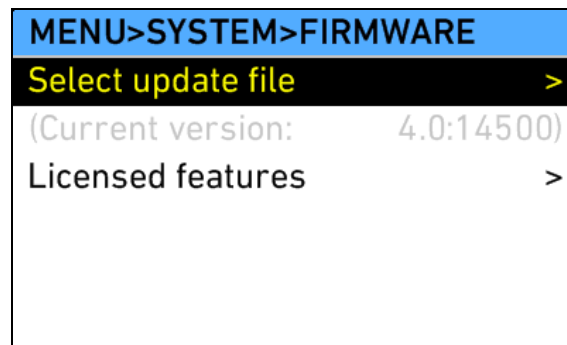 MENU>SYSTEM>FIRMWARE
Select update file >
(Current version: 4.0:14500)
Licensed features >